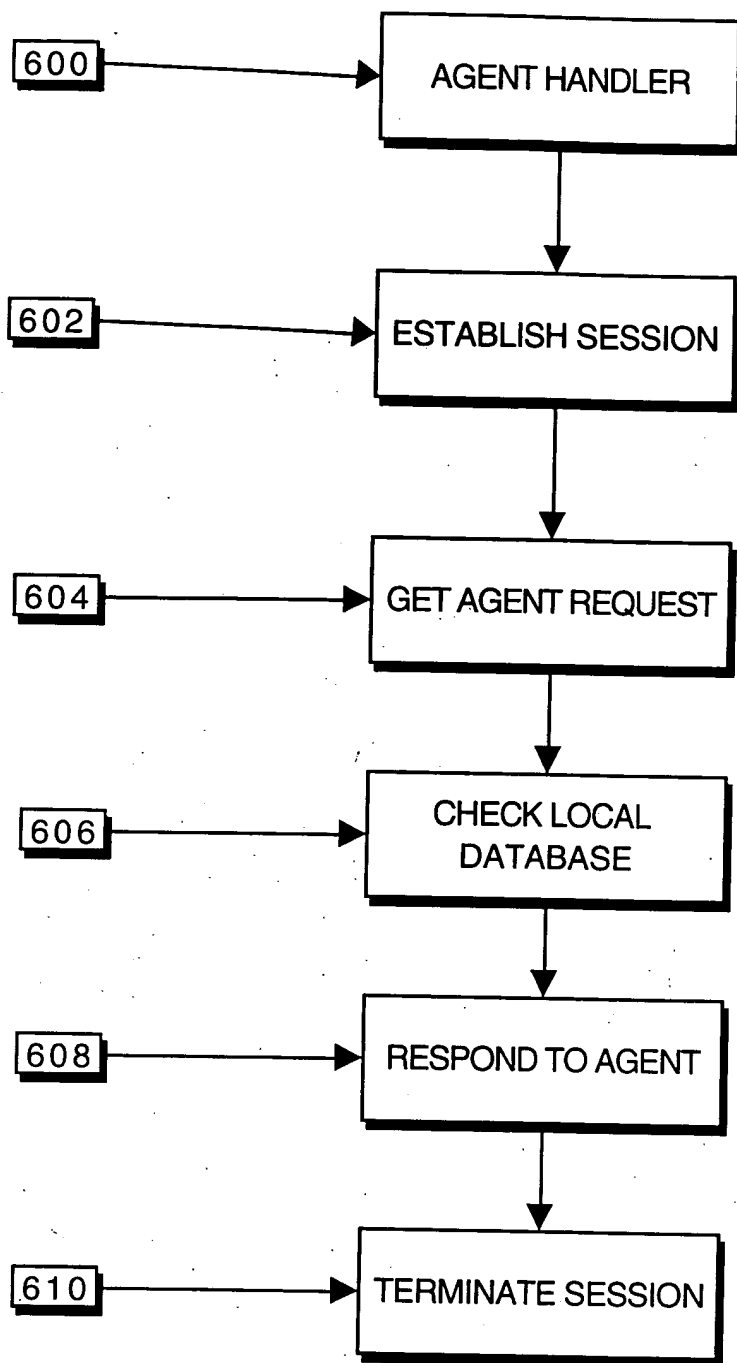 600
AGENT HANDLER
602
ESTABLISH SESSION
604
GET AGENT REQUEST
606
CHECK LOCAL
DATABASE
608
RESPOND TO AGENT
610
TERMINATE SESSION